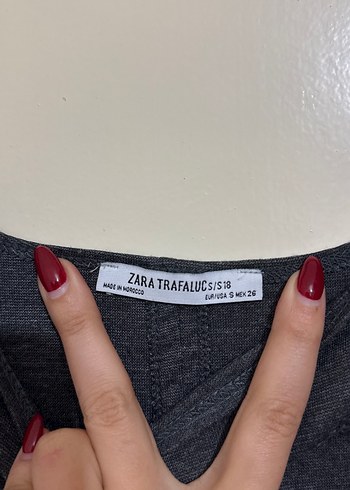 ZARA TRAFALUC S/S18
MADE IN MOROCCO
EUR/USA S MEX 26